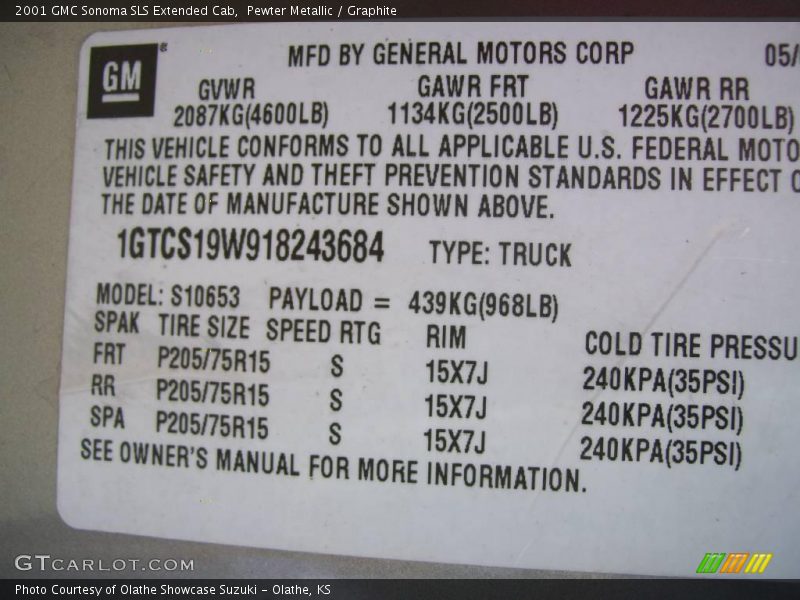 2001 GMC Sonoma SLS Extended Cab,  Pewter Metallic / Graphite
GM ®
MFD BY GENERAL MOTORS CORP 05/
GVWR GAWR FRT GAWR RR
2087KG(4600LB) 1134KG(2500LB) 1225KG(2700LB)
THIS VEHICLE CONFORMS TO ALL APPLICABLE U.S. FEDERAL MOTO
VEHICLE SAFETY AND THEFT PREVENTION STANDARDS IN EFFECT O
THE DATE OF MANUFACTURE SHOWN ABOVE.
1GTCS19W918243684 TYPE: TRUCK
MODEL: S10653 PAYLOAD = 439KG(968LB)
SPAK TIRE SIZE SPEED RTG RIM COLD TIRE PRESSU
FRT P205/75R15 S 15X7J 240KPA(35PSI)
RR P205/75R15 S 15X7J 240KPA(35PSI)
SPA P205/75R15 S 15X7J 240KPA(35PSI)
SEE OWNER'S MANUAL FOR MORE INFORMATION.
GTCARLOT.COM
Photo Courtesy of Olathe Showcase Suzuki - Olathe, KS